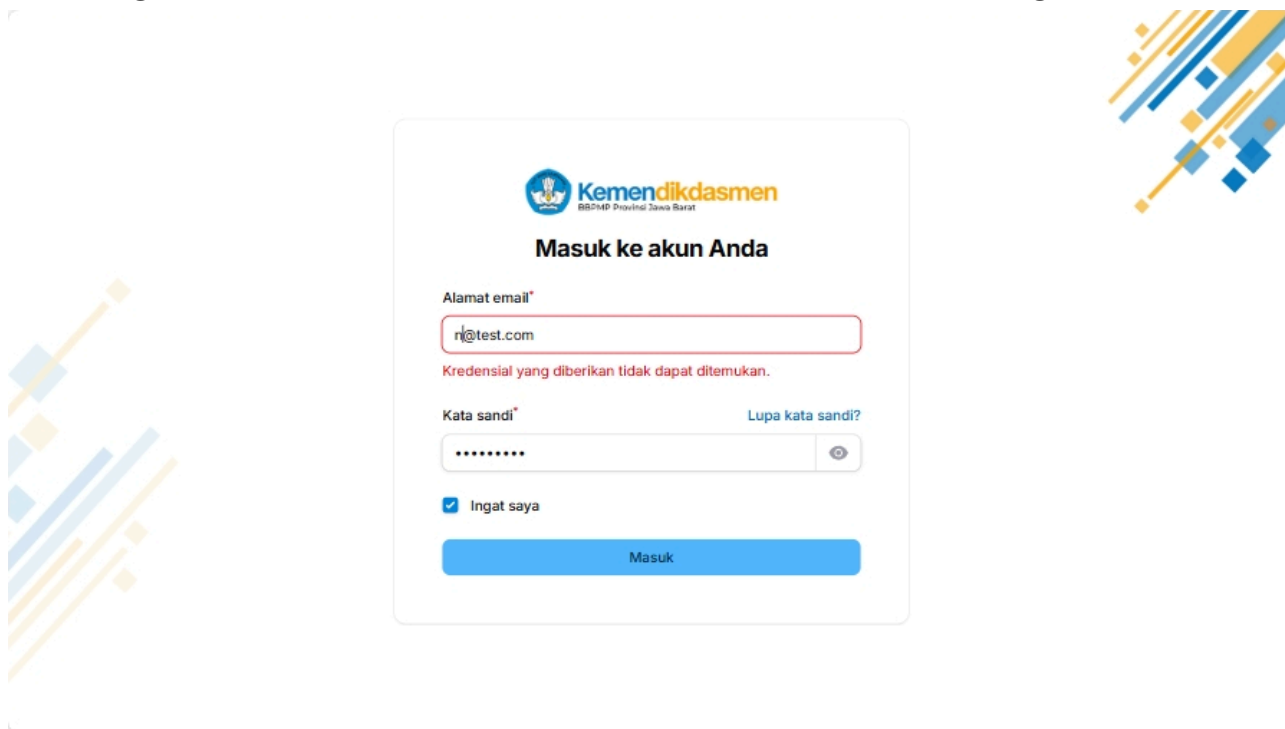 Kemendikdasmen
BBPMP Provinsi Jawa Barat
Masuk ke akun Anda
Alamat email*
n@test.com
Kredensial yang diberikan tidak dapat ditemukan.
Kata sandi*
Lupa kata sandi?
•••••••••
Ingat saya
Masuk